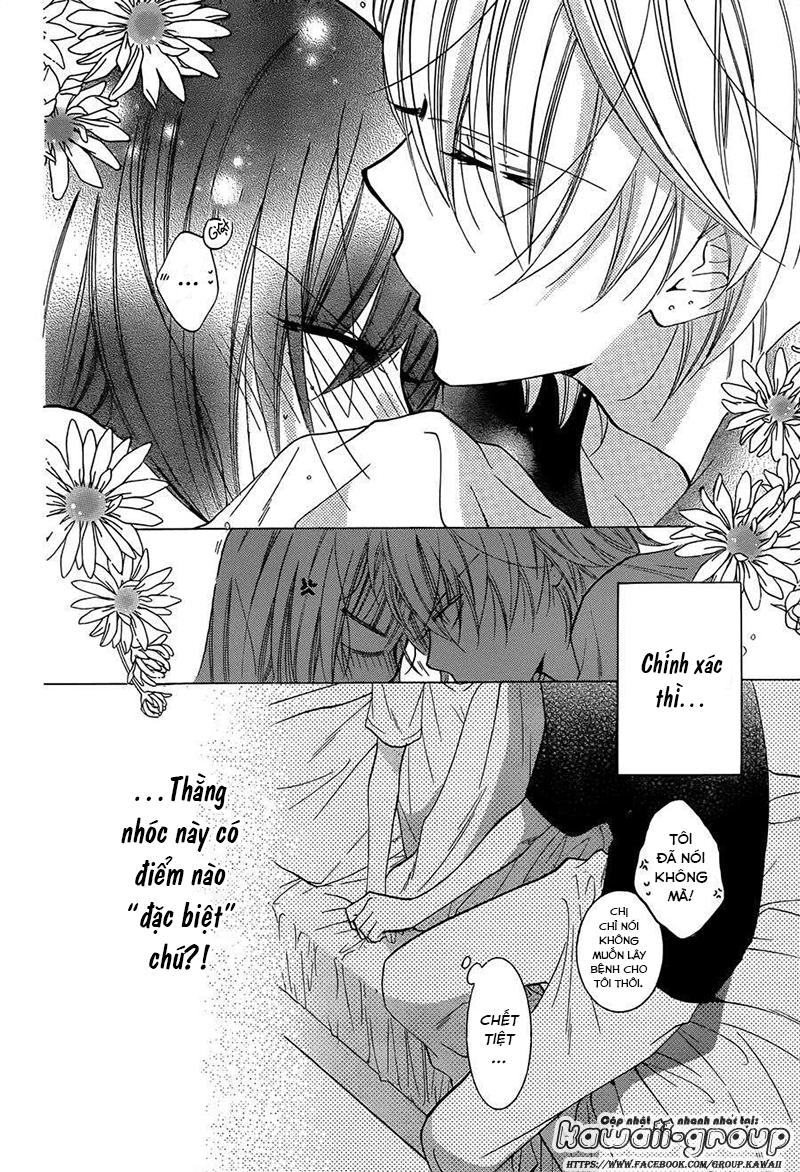 ...
Chính xác
thì...
TÔI
ĐÃ NÓI
KHÔNG
MÀ!
CHỊ
CHỈ NÓI
KHÔNG
MUỐN LÂY
BỆNH CHO
TÔI THÔI.
CHẾT
TIỆT
...
...Thằng
nhóc này có
điểm nào
“đặc biệt”
chứ?!
Cập nhật nhanh nhất tại:
kawaii-group
HTTPS://WWW.FACEBOOK.COM/GROUP.KAWAII